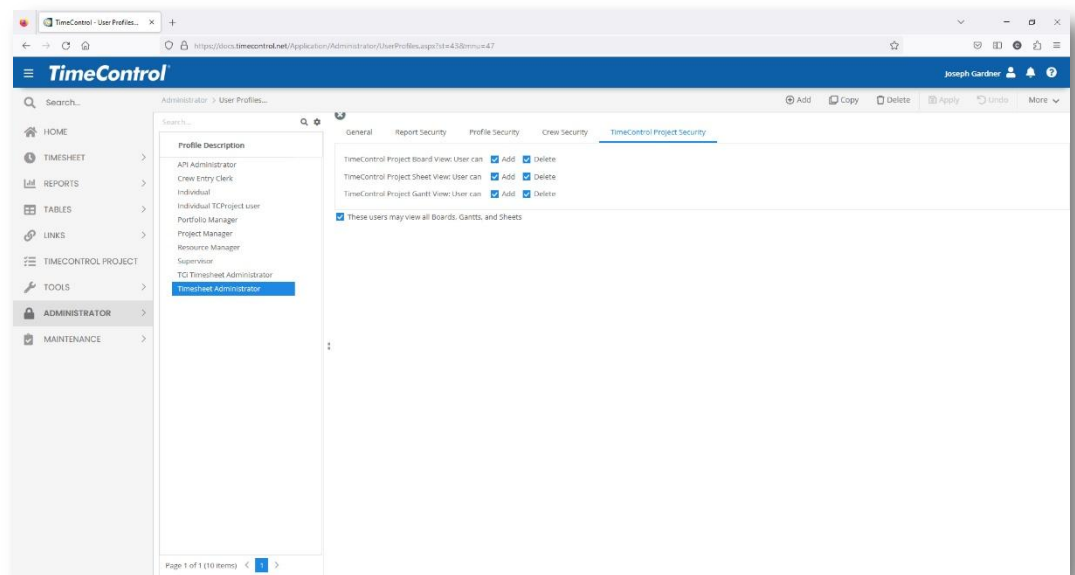 TimeControl - User Profiles...
https://docs.timecontrol.net/Application/Administrator/UserProfiles.aspx?st=43&mnu=47
TimeControl
Joseph Gardner
Search...
Administrator > User Profiles...
Add Copy Delete Apply Undo More
HOME
TIMESHEET
REPORTS
TABLES
LINKS
TIMECONTROL PROJECT
TOOLS
ADMINISTRATOR
MAINTENANCE
Search...
Profile Description
API Administrator
Crew Entry Clerk
Individual
Individual TCProject user
Portfolio Manager
Project Manager
Resource Manager
Supervisor
TCI Timesheet Administrator
Timesheet Administrator
Page 1 of 1 (10 items) < 1 >
General Report Security Profile Security Crew Security TimeControl Project Security
TimeControl Project Board View: User can Add Delete
TimeControl Project Sheet View: User can Add Delete
TimeControl Project Gantt View: User can Add Delete
These users may view all Boards, Gantts, and Sheets